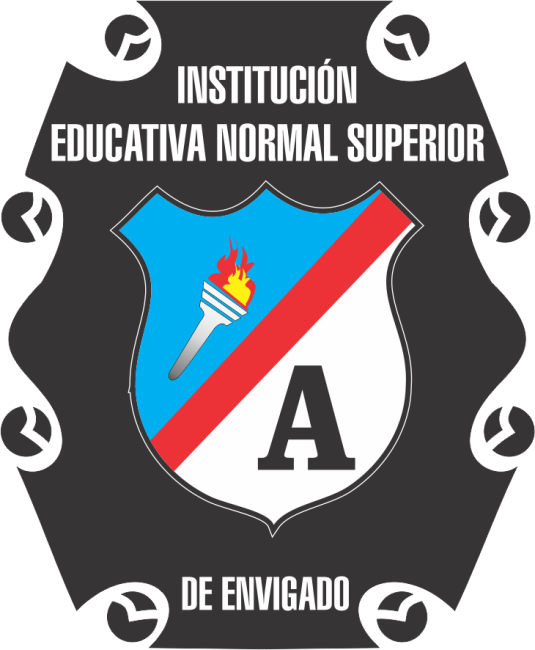 INSTITUCIÓN
EDUCATIVA NORMAL SUPERIOR
A
DE ENVIGADO